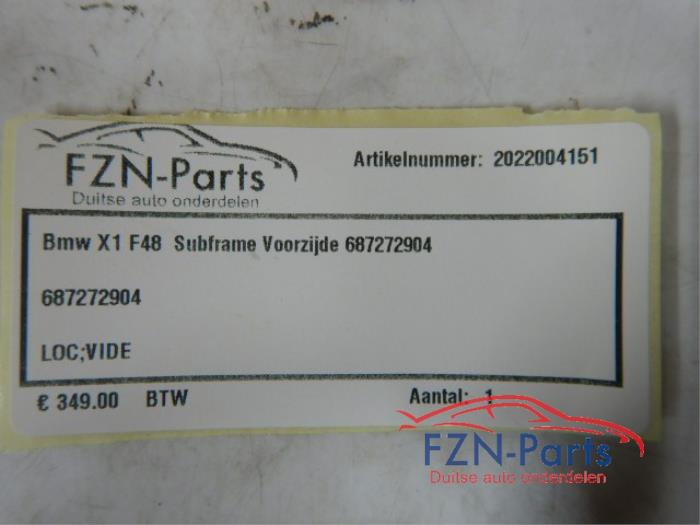 FZN-Parts
Duitse auto onderdelen
Artikelnummer: 2022004151
Bmw X1 F48 Subframe Voorzijde 687272904
687272904
LOC;VIDE
€ 349.00 BTW
Aantal: 1
FZN-Parts
Duitse auto onderdelen